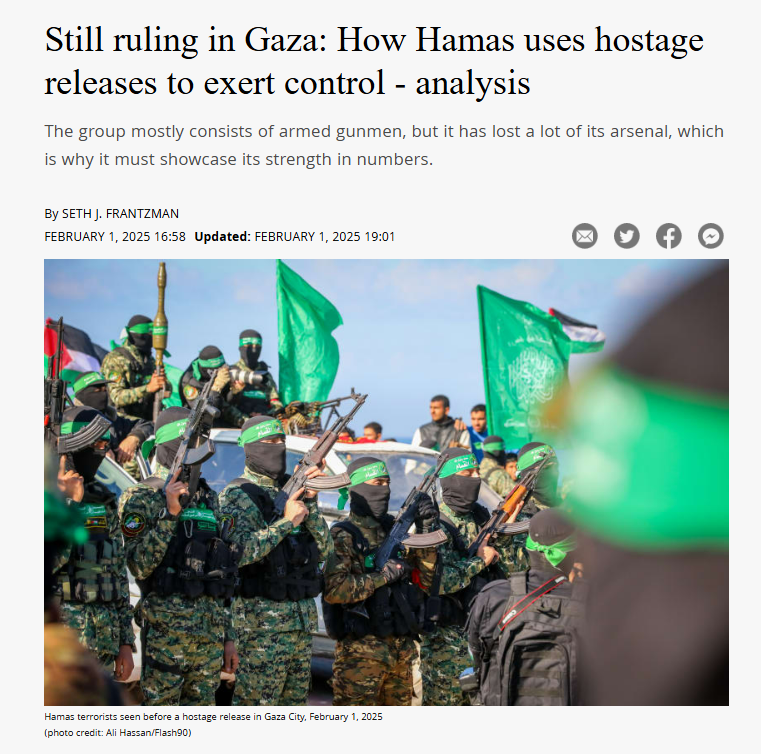 Still ruling in Gaza: How Hamas uses hostage
releases to exert control - analysis
The group mostly consists of armed gunmen, but it has lost a lot of its arsenal, which
is why it must showcase its strength in numbers.
By SETH J. FRANTZMAN
FEBRUARY 1, 2025 16:58 Updated: FEBRUARY 1, 2025 19:01
Hamas terrorists seen before a hostage release in Gaza City, February 1, 2025
(photo credit: Ali Hassan/Flash90)